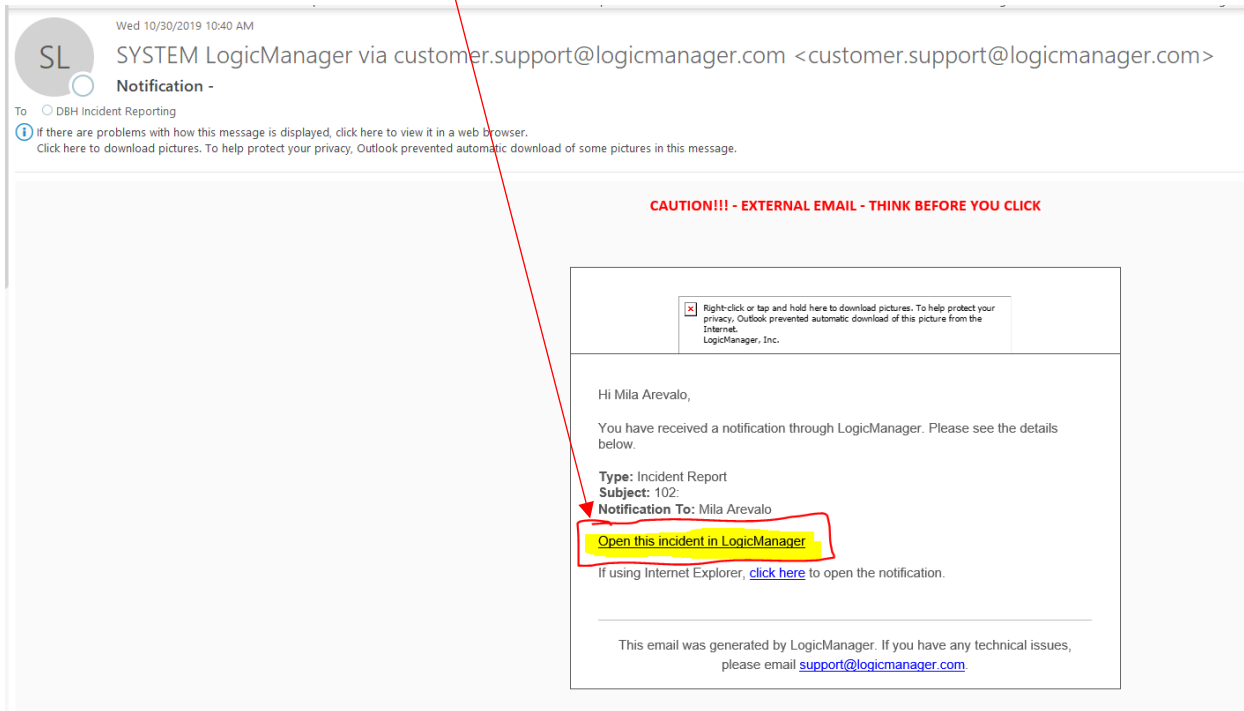 Wed 10/30/2019 10:40 AM
SL
SYSTEM LogicManager via customer.support@logicmanager.com <customer.support@logicmanager.com>
Notification -
To DBH Incident Reporting
If there are problems with how this message is displayed, click here to view it in a web browser.
Click here to download pictures. To help protect your privacy, Outlook prevented automatic download of some pictures in this message.
CAUTION!!! - EXTERNAL EMAIL - THINK BEFORE YOU CLICK
Right-click or tap and hold here to download pictures. To help protect your
privacy, Outlook prevented automatic download of this picture from the
Internet.
LogicManager, Inc.
Hi Mila Arevalo,
You have received a notification through LogicManager. Please see the details
below.
Type: Incident Report
Subject: 102:
Notification To: Mila Arevalo
Open this incident in LogicManager
If using Internet Explorer, click here to open the notification.
This email was generated by LogicManager. If you have any technical issues,
please email support@logicmanager.com.